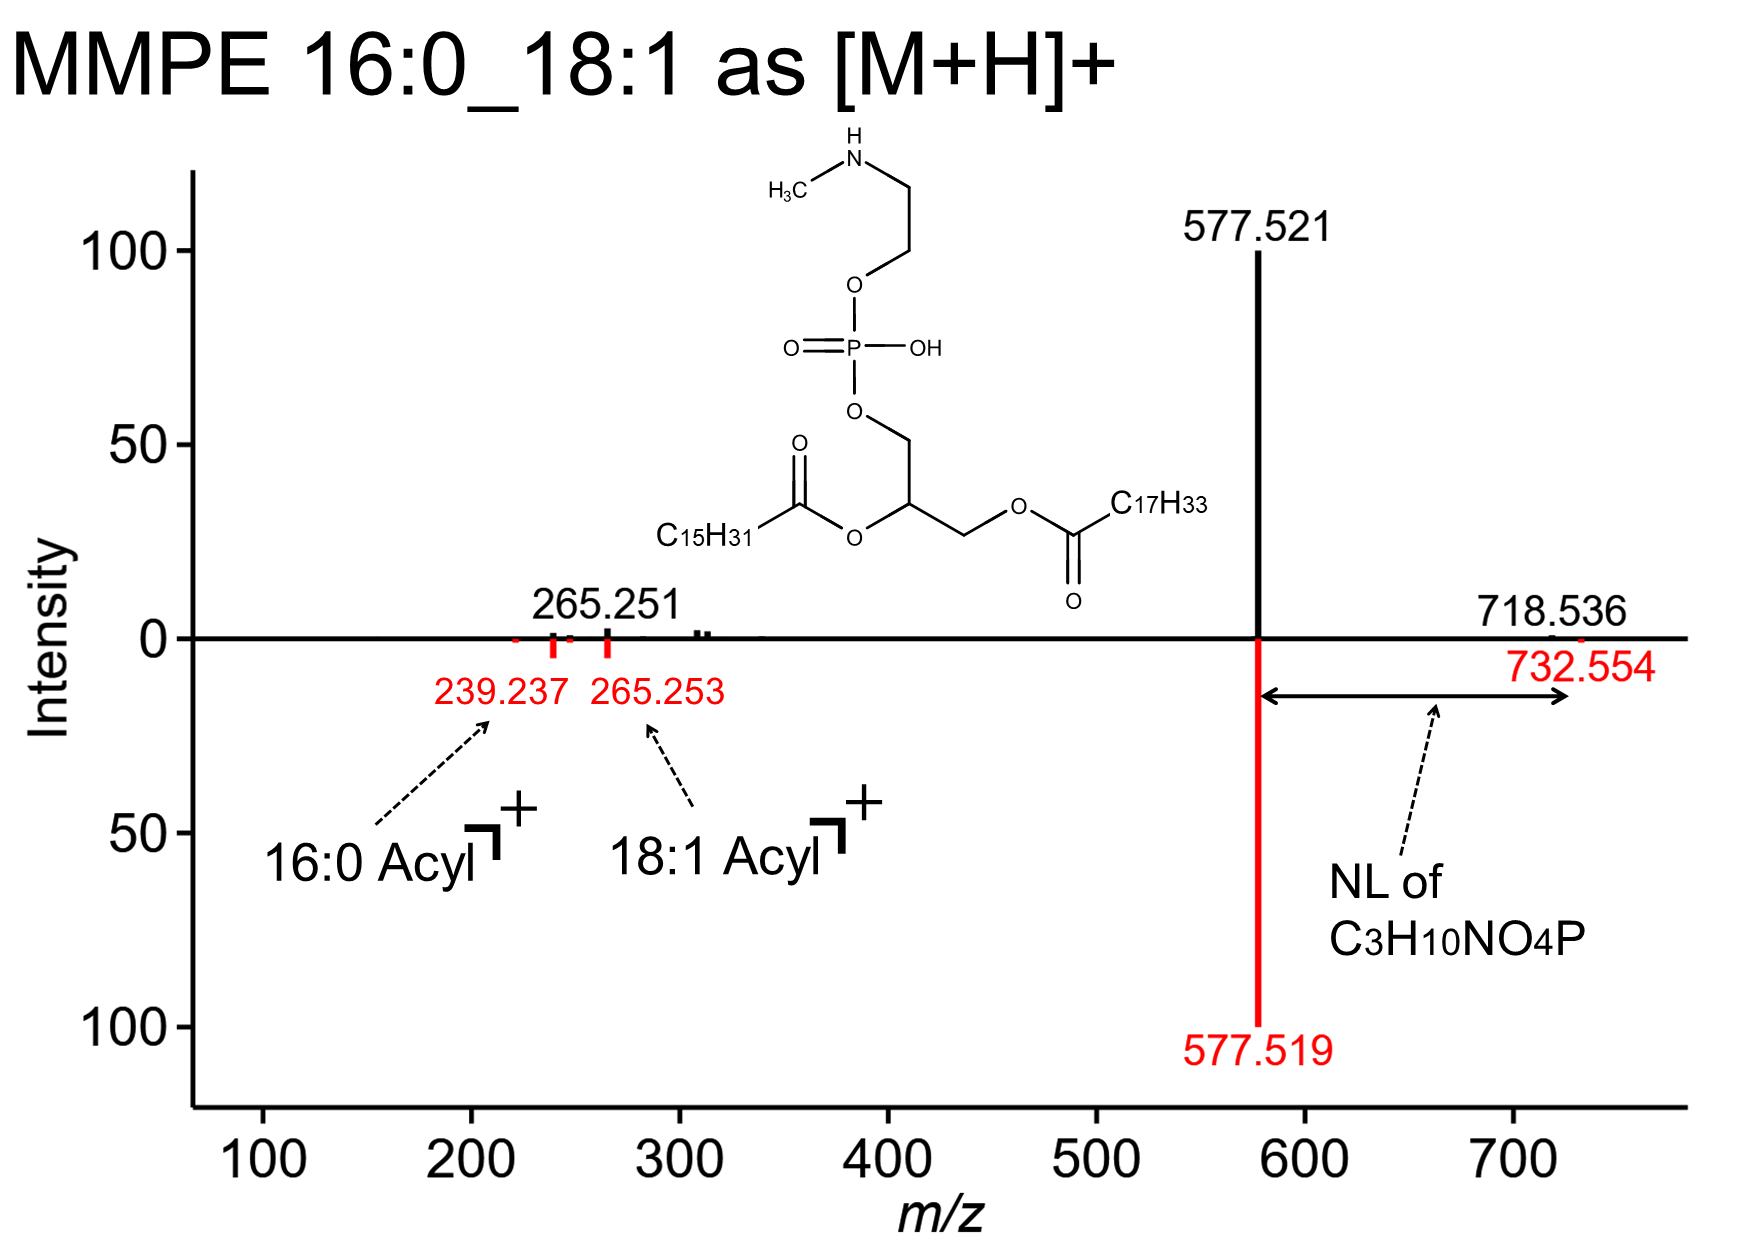 MMPE 16:0_18:1 as [M+H]+
H
N
H3C
O
O
P
OH
O
O
C15H31
O
O
C17H33
O
577.521
265.251
718.536
732.554
239.237
265.253
16:0 Acyl
+
18:1 Acyl
+
NL of
C3H10NO4P
577.519
Intensity
100
50
0
50
100
100
200
300
400
500
600
700
m/z